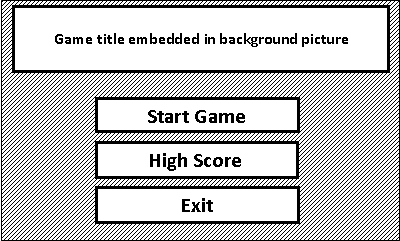 Game title embedded in background picture
Start Game
High Score
Exit